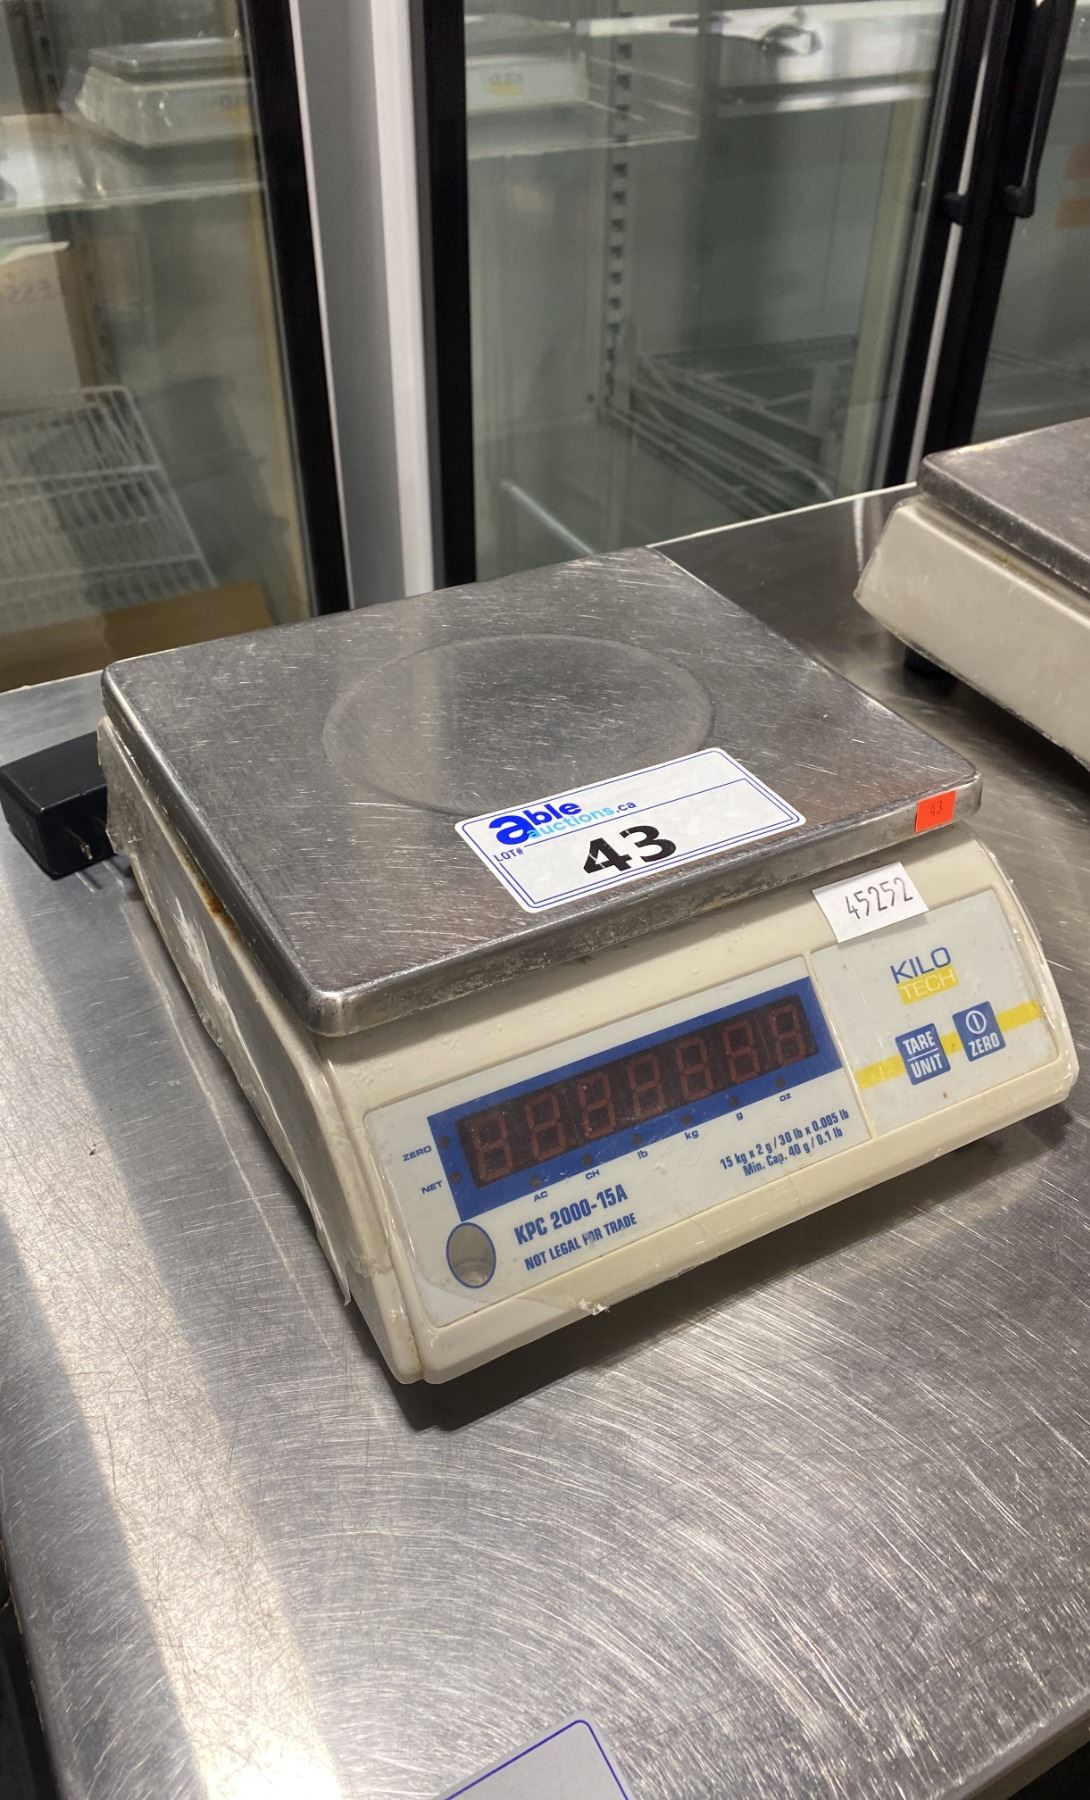 able
auctions.ca
LOT#
43
43
45252
KILO
TECH
TARE
UNIT
ZERO
ZERO
NET
AC
CH
lb
kg
g
oz
15 kg x 2 g / 30 lb x 0.005 lb
Min. Cap. 40 g / 0.1 lb
KPC 2000-15A
NOT LEGAL FOR TRADE